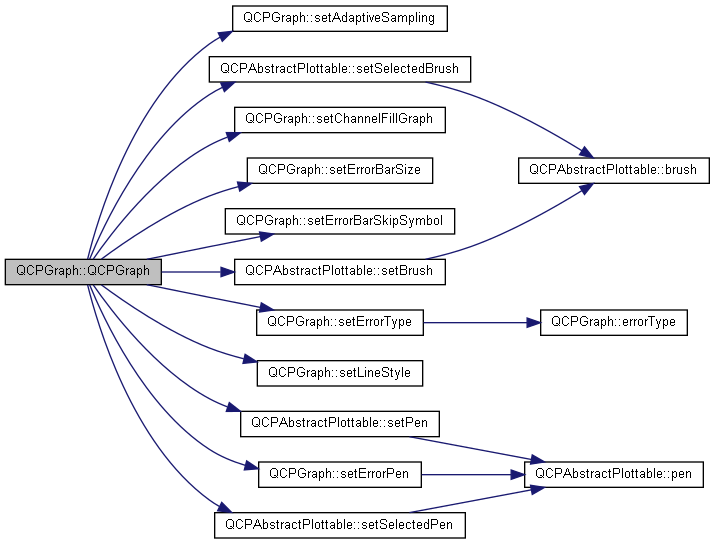 QCPGraph::setAdaptiveSampling
QCPAbstractPlottable::setSelectedBrush
QCPGraph::setChannelFillGraph
QCPAbstractPlottable::brush
QCPGraph::setErrorBarSize
QCPGraph::setErrorBarSkipSymbol
QCPGraph::QCPGraph
QCPAbstractPlottable::setBrush
QCPGraph::setErrorType
QCPGraph::errorType
QCPGraph::setLineStyle
QCPAbstractPlottable::setPen
QCPGraph::setErrorPen
QCPAbstractPlottable::pen
QCPAbstractPlottable::setSelectedPen